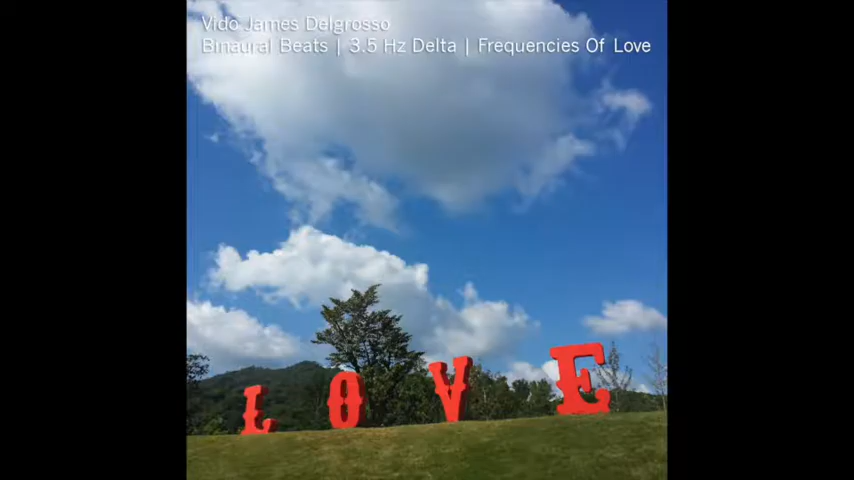 Vido James Delgrosso
Binaural Beats | 3.5 Hz Delta | Frequencies Of Love
LOVE